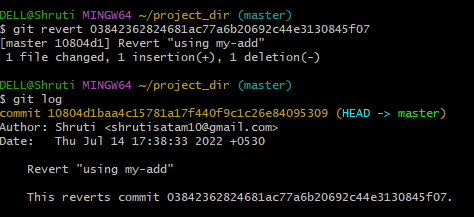 DELL@Shruti MINGW64 ~/project_dir (master)
$ git revert 03842362824681ac77a6b20692c44e3130845f07
[master 10804d1] Revert "using my-add"
1 file changed, 1 insertion(+), 1 deletion(-)
DELL@Shruti MINGW64 ~/project_dir (master)
$ git log
commit 10804d1baa4c15781a17f440f9c1c26e84095309 (HEAD -> master)
Author: Shruti <shrutisatam10@gmail.com>
Date: Thu Jul 14 17:38:33 2022 +0530
Revert "using my-add"
This reverts commit 03842362824681ac77a6b20692c44e3130845f07.